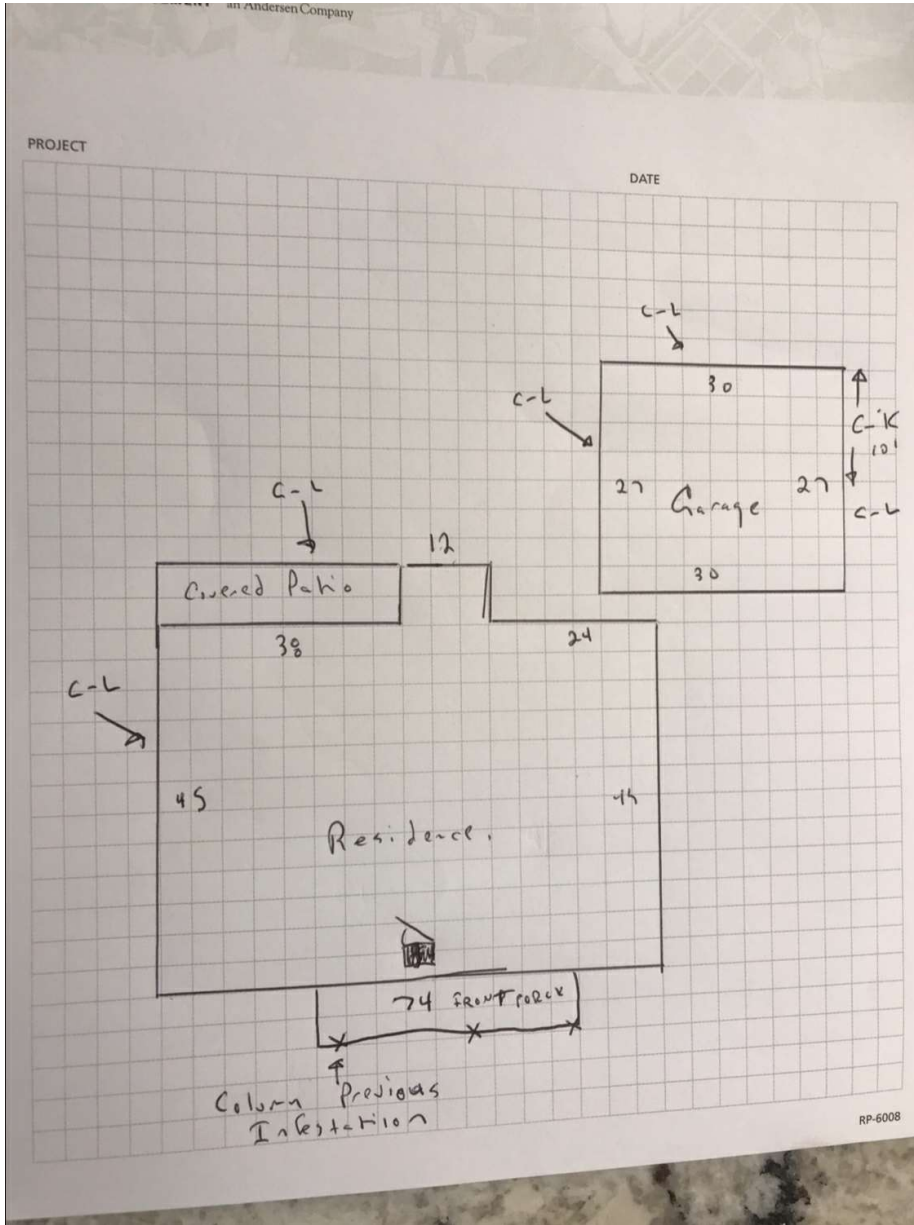 an Andersen Company
PROJECT
DATE
C-L
30
C-L
C-K
10'
27
Garage
27
C-L
30
C-L
12
Covered Patio
38
24
C-L
45
45
Residence.
74 FRONT PORCH
Column Previous
Infestation
RP-6008